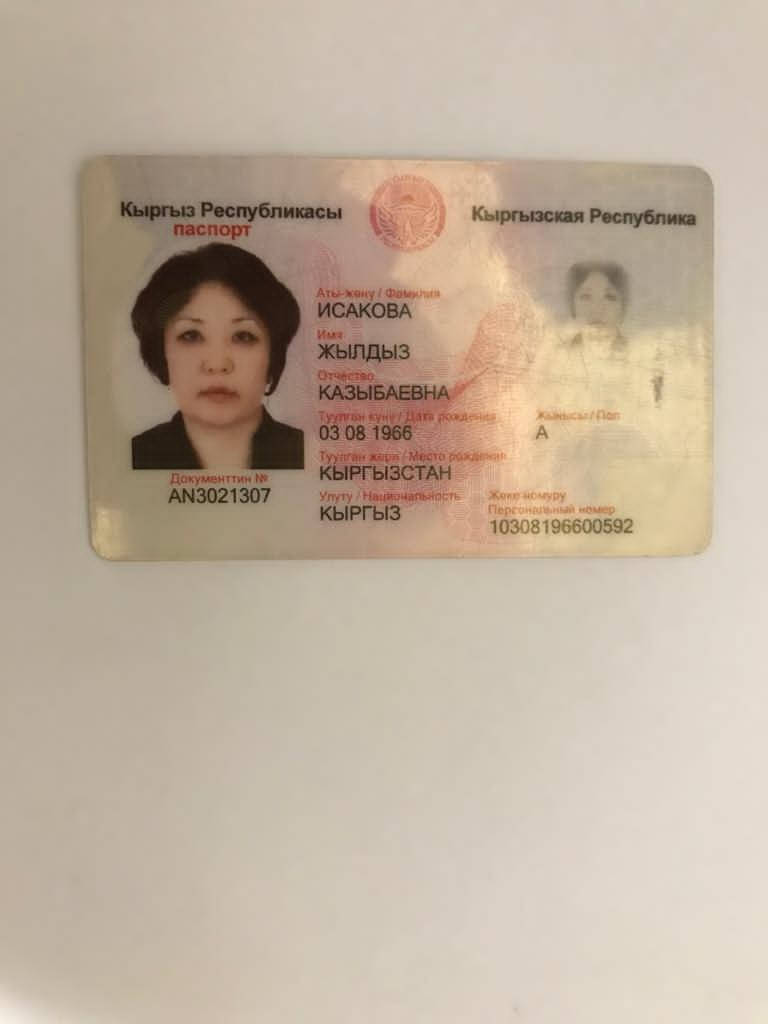 Кыргыз Республикасы
паспорт
Кыргызская Республика
Аты-жөнү / Фамилия
ИСАКОВА
Имя
ЖЫЛДЫЗ
Отчество
КАЗЫБАЕВНА
Туулган күнү / Дата рождения
03 08 1966
Жынысы / Пол
А
Туулган жери / Место рождения
КЫРГЫЗСТАН
Документтин №
AN3021307
Улуту / Национальность
КЫРГЫЗ
Жеке номуру
Персональный номер
10308196600592